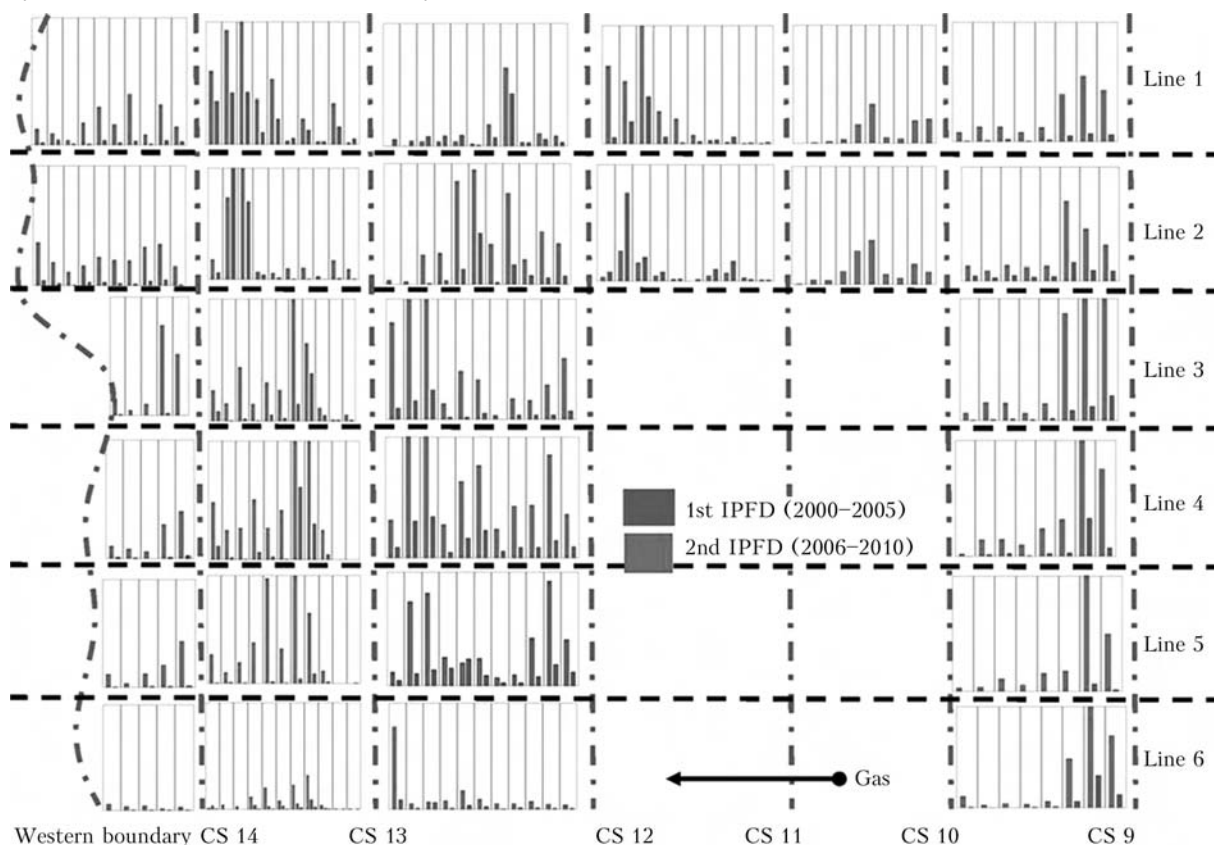 Line 1
Line 2
Line 3
Line 4
1st IPFD (2000–2005)
2nd IPFD (2006–2010)
Line 5
Line 6
Gas
Western boundary CS 14 CS 13 CS 12 CS 11 CS 10 CS 9